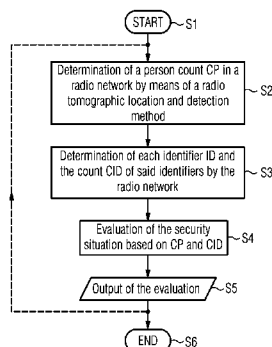 START
S1
Determination of a person count CP in a
radio network by means of a radio
tomographic location and detection
method
S2
Determination of each identifier ID and
the count CID of said identifiers by the
radio network
S3
Evaluation of the security
situation based on CP and CID
S4
Output of the evaluation
S5
END
S6